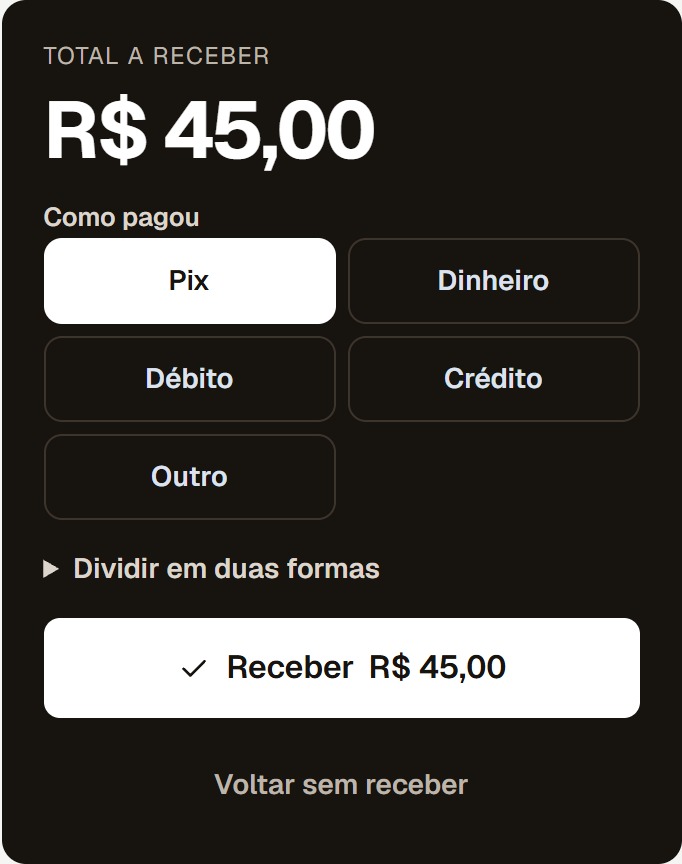 TOTAL A RECEBER
R$ 45,00
Como pagou
Pix
Dinheiro
Débito
Crédito
Outro
Dividir em duas formas
Receber R$ 45,00
Voltar sem receber